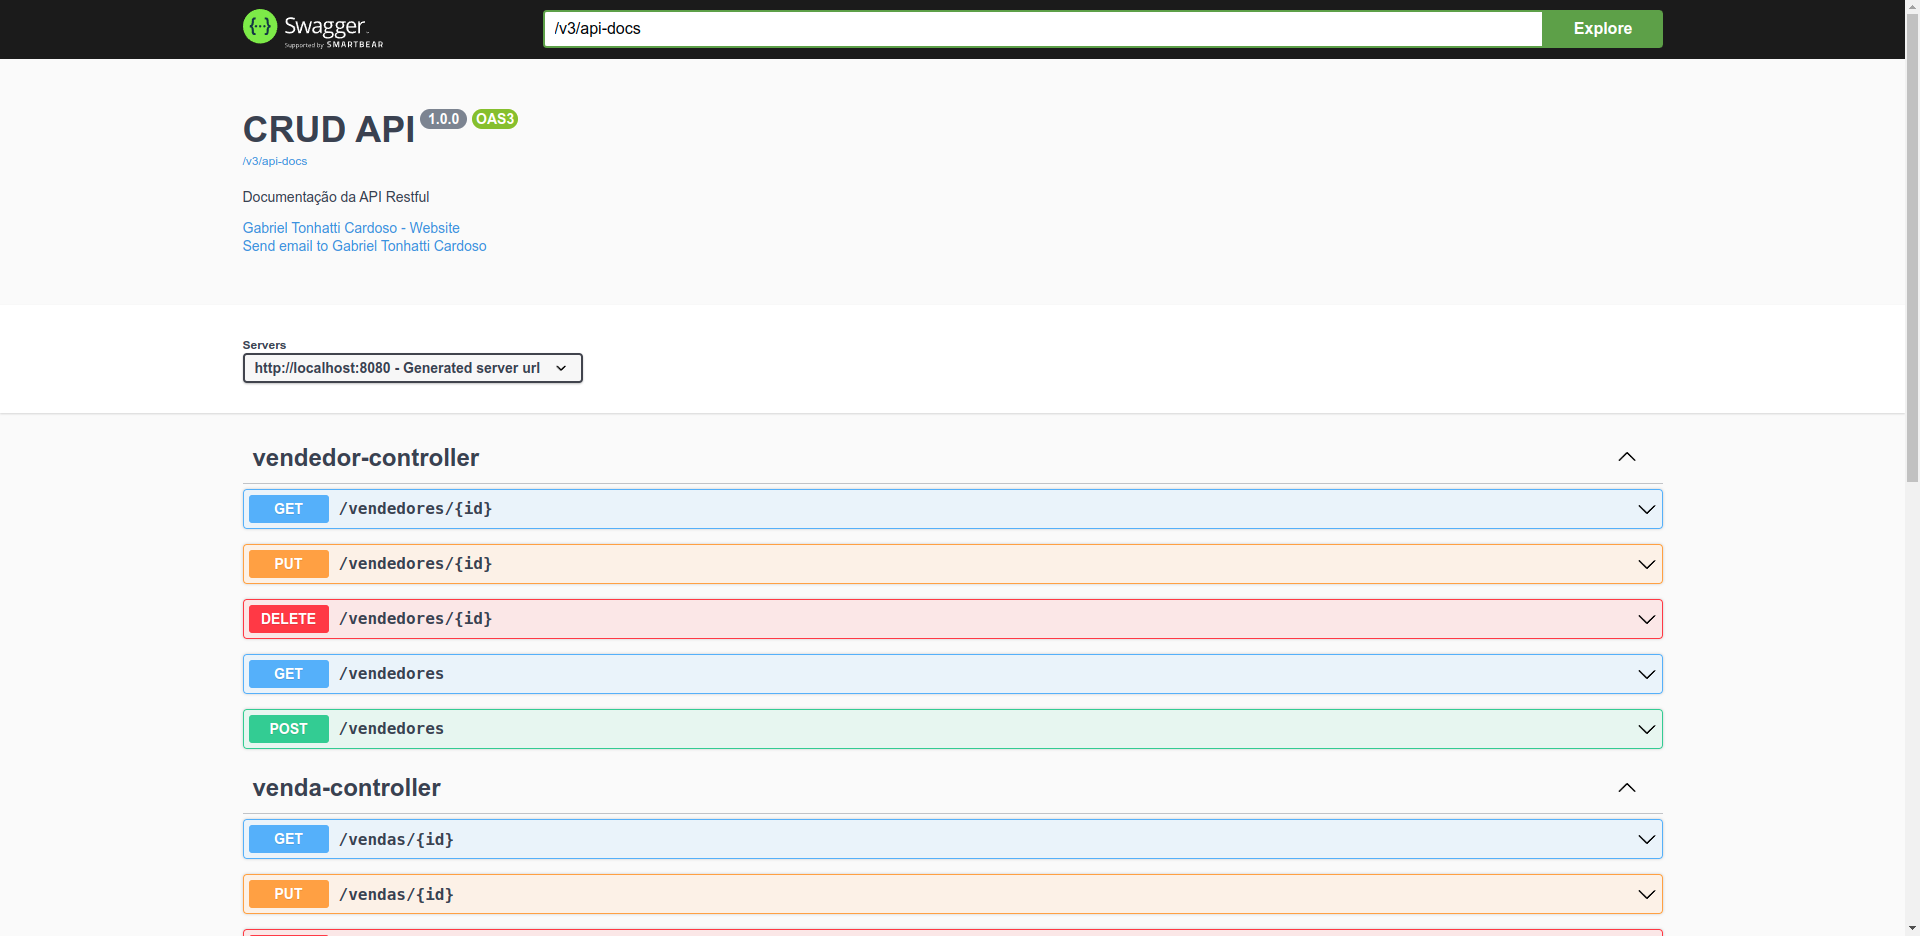 Swagger
Supported by SMARTBEAR
/v3/api-docs
Explore
CRUD API 1.0.0 OAS3
/v3/api-docs
Documentação da API Restful
Gabriel Tonhatti Cardoso - Website
Send email to Gabriel Tonhatti Cardoso
Servers
http://localhost:8080 - Generated server url
vendedor-controller
GET /vendedores/{id}
PUT /vendedores/{id}
DELETE /vendedores/{id}
GET /vendedores
POST /vendedores
venda-controller
GET /vendas/{id}
PUT /vendas/{id}